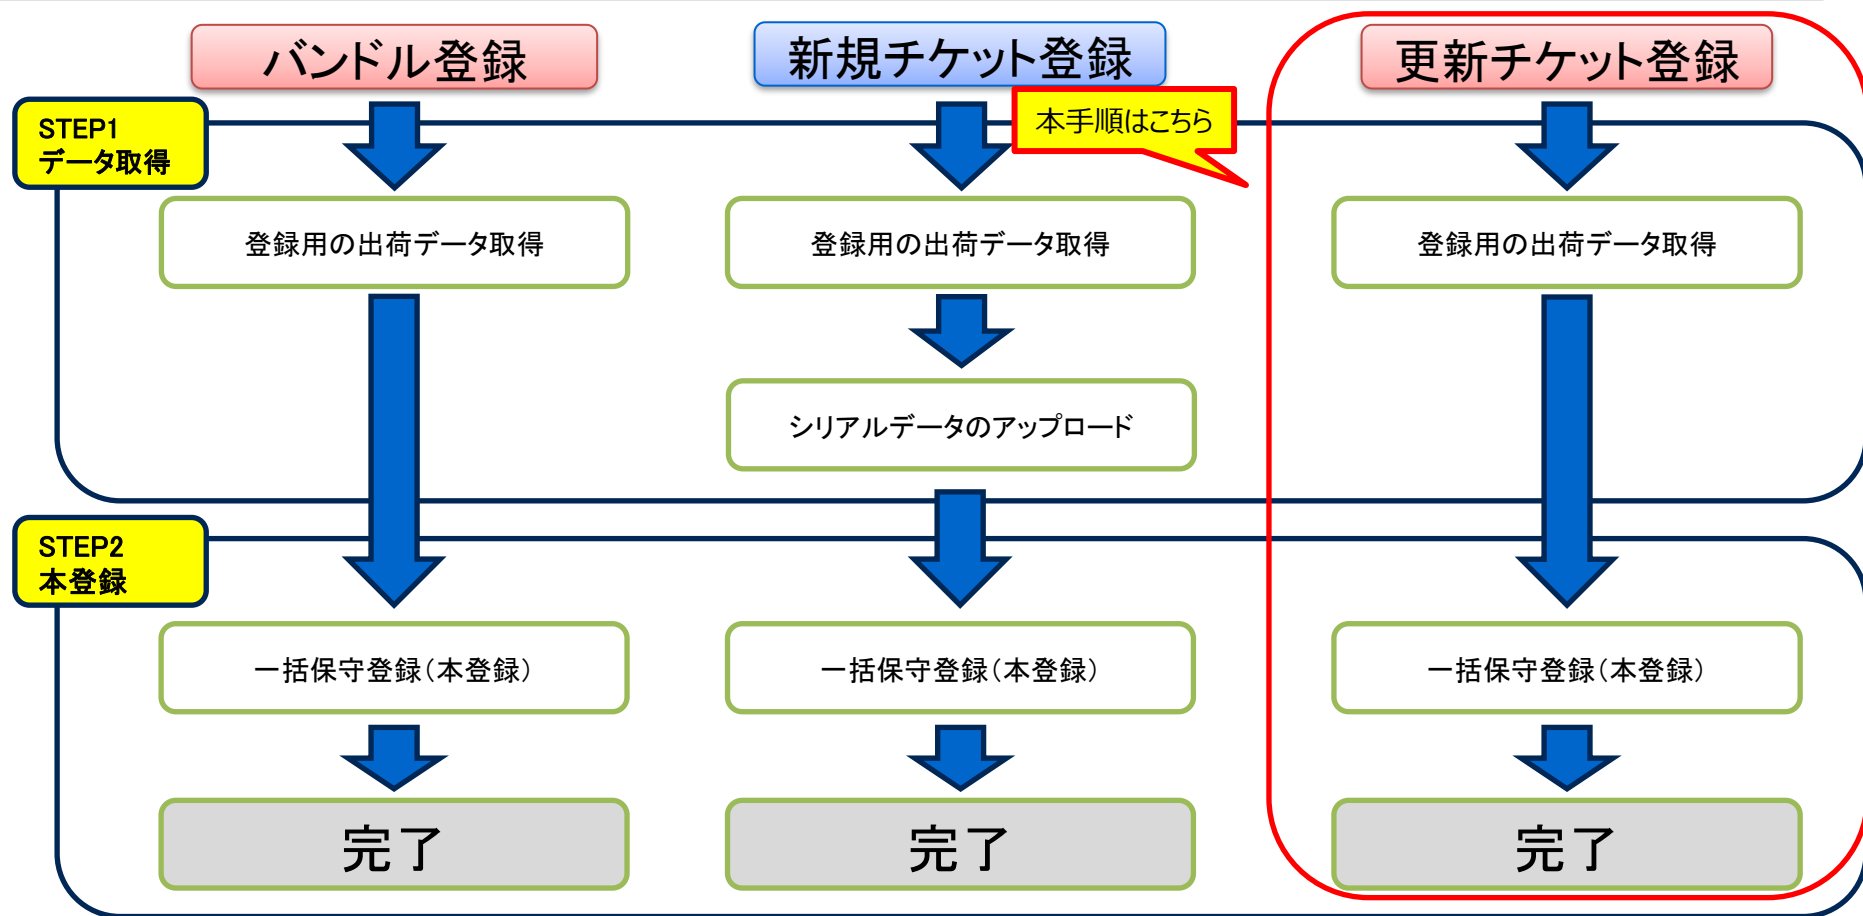 バンドル登録
新規チケット登録
更新チケット登録
本手順はこちら
STEP1
データ取得
登録用の出荷データ取得
登録用の出荷データ取得
登録用の出荷データ取得
シリアルデータのアップロード
STEP2
本登録
一括保守登録（本登録）
一括保守登録（本登録）
一括保守登録（本登録）
完了
完了
完了